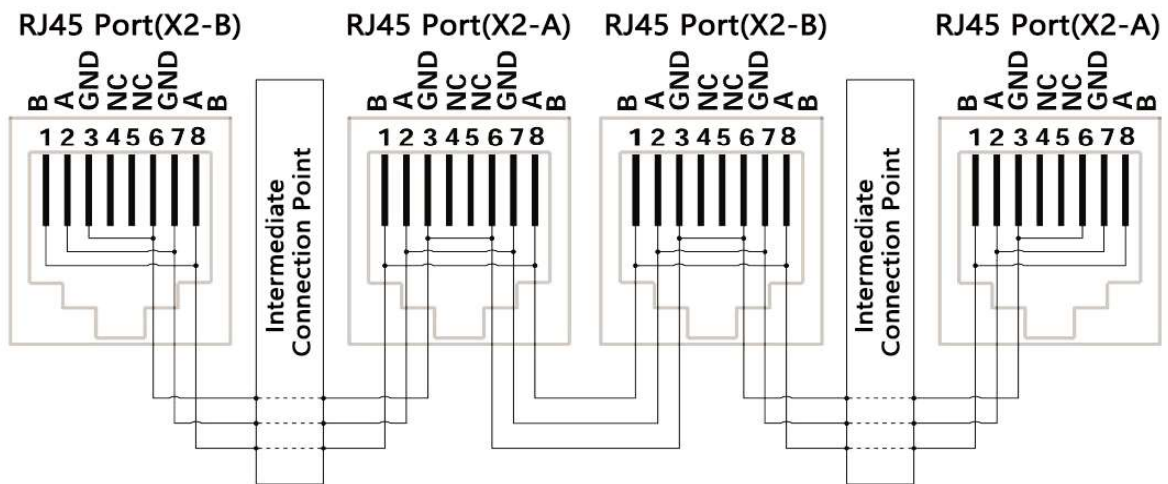 RJ45 Port(X2-B)
RJ45 Port(X2-A)
RJ45 Port(X2-B)
RJ45 Port(X2-A)
B A GND NC NC GND A B
B A GND NC NC GND A B
B A GND NC NC GND A B
B A GND NC NC GND A B
1 2 3 4 5 6 7 8
1 2 3 4 5 6 7 8
1 2 3 4 5 6 7 8
1 2 3 4 5 6 7 8
Intermediate
Connection Point
Intermediate
Connection Point